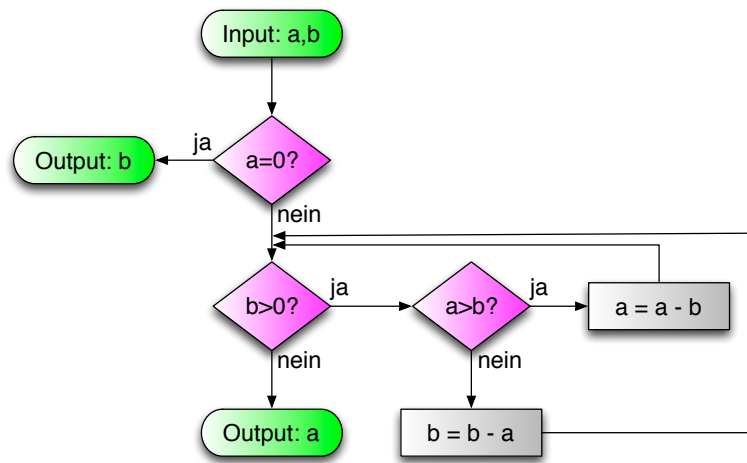 Input: a,b
ja
Output: b
a=0?
nein
b>0?
ja
a>b?
ja
a = a - b
nein
nein
Output: a
b = b - a